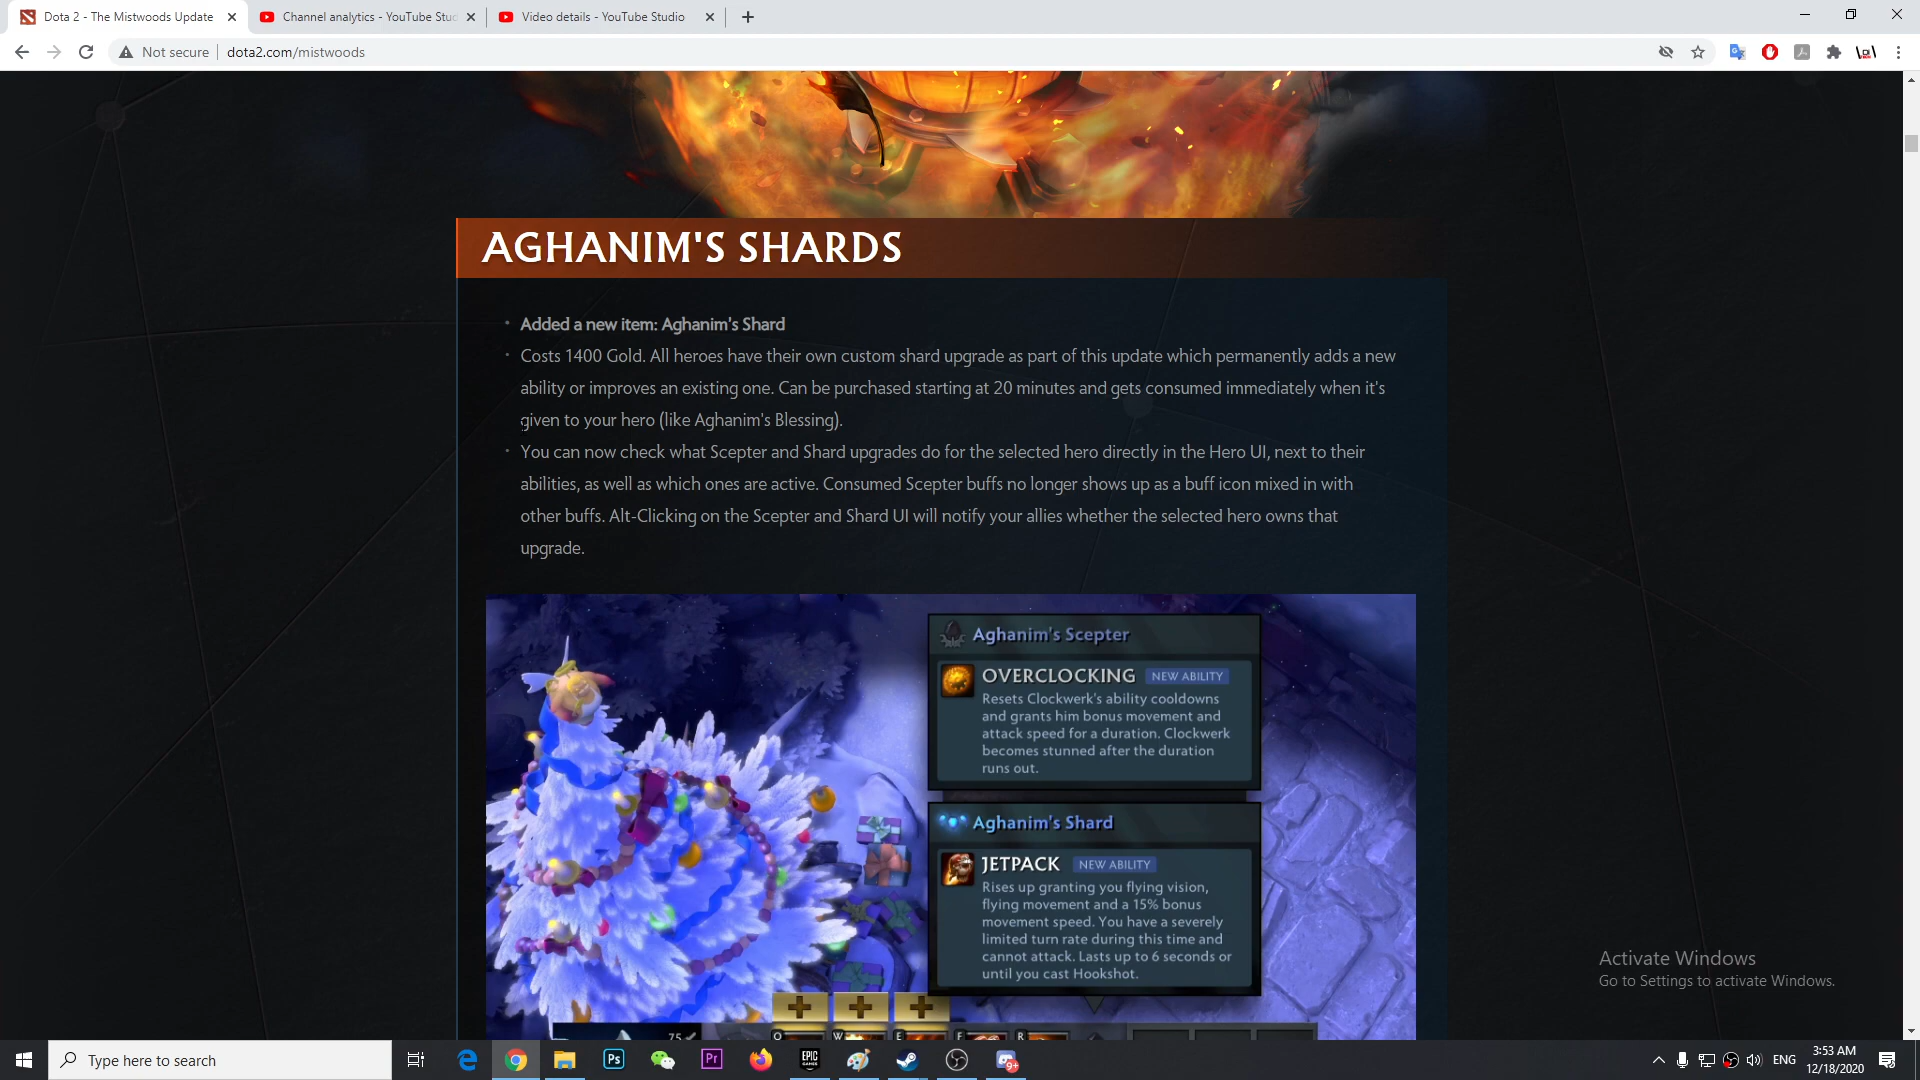 Dota 2 - The Mistwoods Update
Channel analytics - YouTube Stud
Video details - YouTube Studio
Not secure
dota2.com/mistwoods
AGHANIM'S SHARDS
Added a new item: Aghanim's Shard
Costs 1400 Gold. All heroes have their own custom shard upgrade as part of this update which permanently adds a new
ability or improves an existing one. Can be purchased starting at 20 minutes and gets consumed immediately when it's
given to your hero (like Aghanim's Blessing).
You can now check what Scepter and Shard upgrades do for the selected hero directly in the Hero UI, next to their
abilities, as well as which ones are active. Consumed Scepter buffs no longer shows up as a buff icon mixed in with
other buffs. Alt-Clicking on the Scepter and Shard UI will notify your allies whether the selected hero owns that
upgrade.
Aghanim's Scepter
OVERCLOCKING NEW ABILITY
Resets Clockwerk's ability cooldowns
and grants him bonus movement and
attack speed for a duration. Clockwerk
becomes stunned after the duration
runs out.
Aghanim's Shard
JETPACK NEW ABILITY
Rises up granting you flying vision,
flying movement and a 15% bonus
movement speed. You have a severely
limited turn rate during this time and
cannot attack. Lasts up to 6 seconds or
until you cast Hookshot.
75
Q W E F R
Activate Windows
Go to Settings to activate Windows.
Type here to search
Ps
Pr
EPIC
GAMES
9+
ENG
3:53 AM
12/18/2020